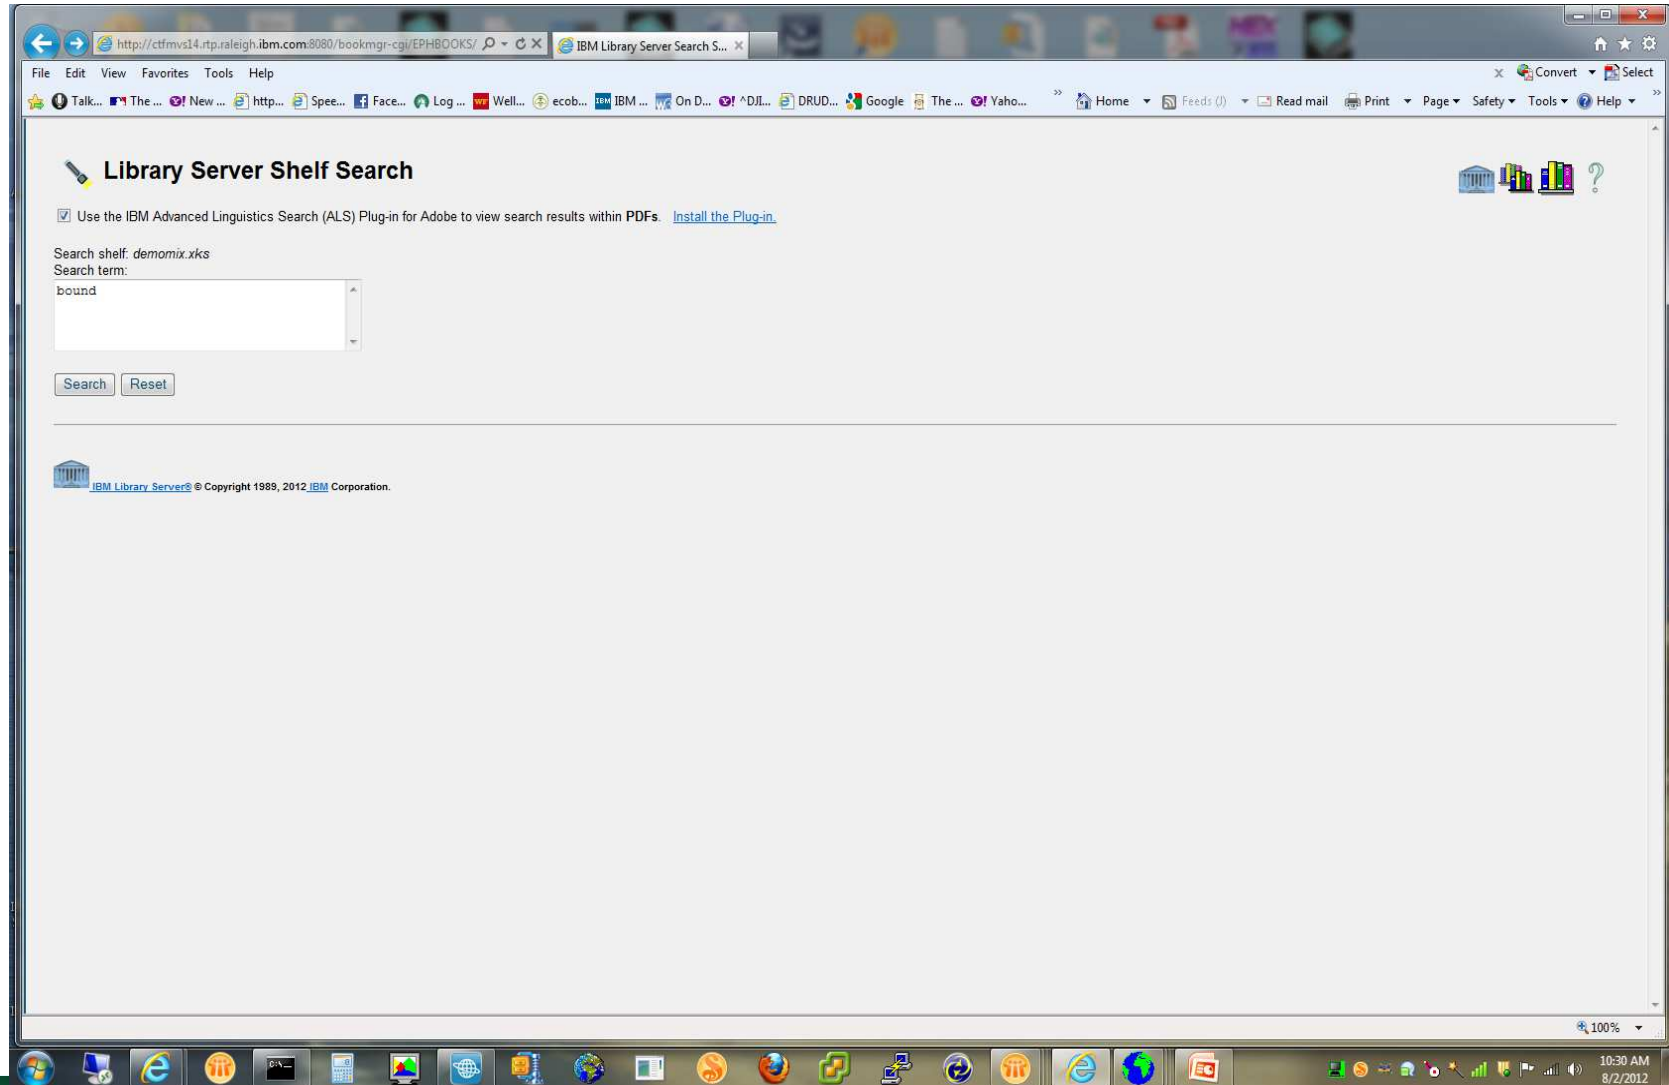 http://ctfmvs14.rtp.raleigh.ibm.com:8080/bookmgr-cgi/EPHBOOKS/
IBM Library Server Search S...
File Edit View Favorites Tools Help
Convert Select
Talk... The ... New ... http... Spee... Face... Log ... Well... ecob... IBM ... On D... ^DJI... DRUD... Google The ... Yaho... » Home Feeds (J) Read mail Print Page Safety Tools Help »
Library Server Shelf Search
Use the IBM Advanced Linguistics Search (ALS) Plug-in for Adobe to view search results within PDFs. Install the Plug-in.
Search shelf: demomix.xks
Search term:
bound
Search Reset
IBM Library Server® © Copyright 1989, 2012 IBM Corporation.
100%
10:30 AM
8/2/2012